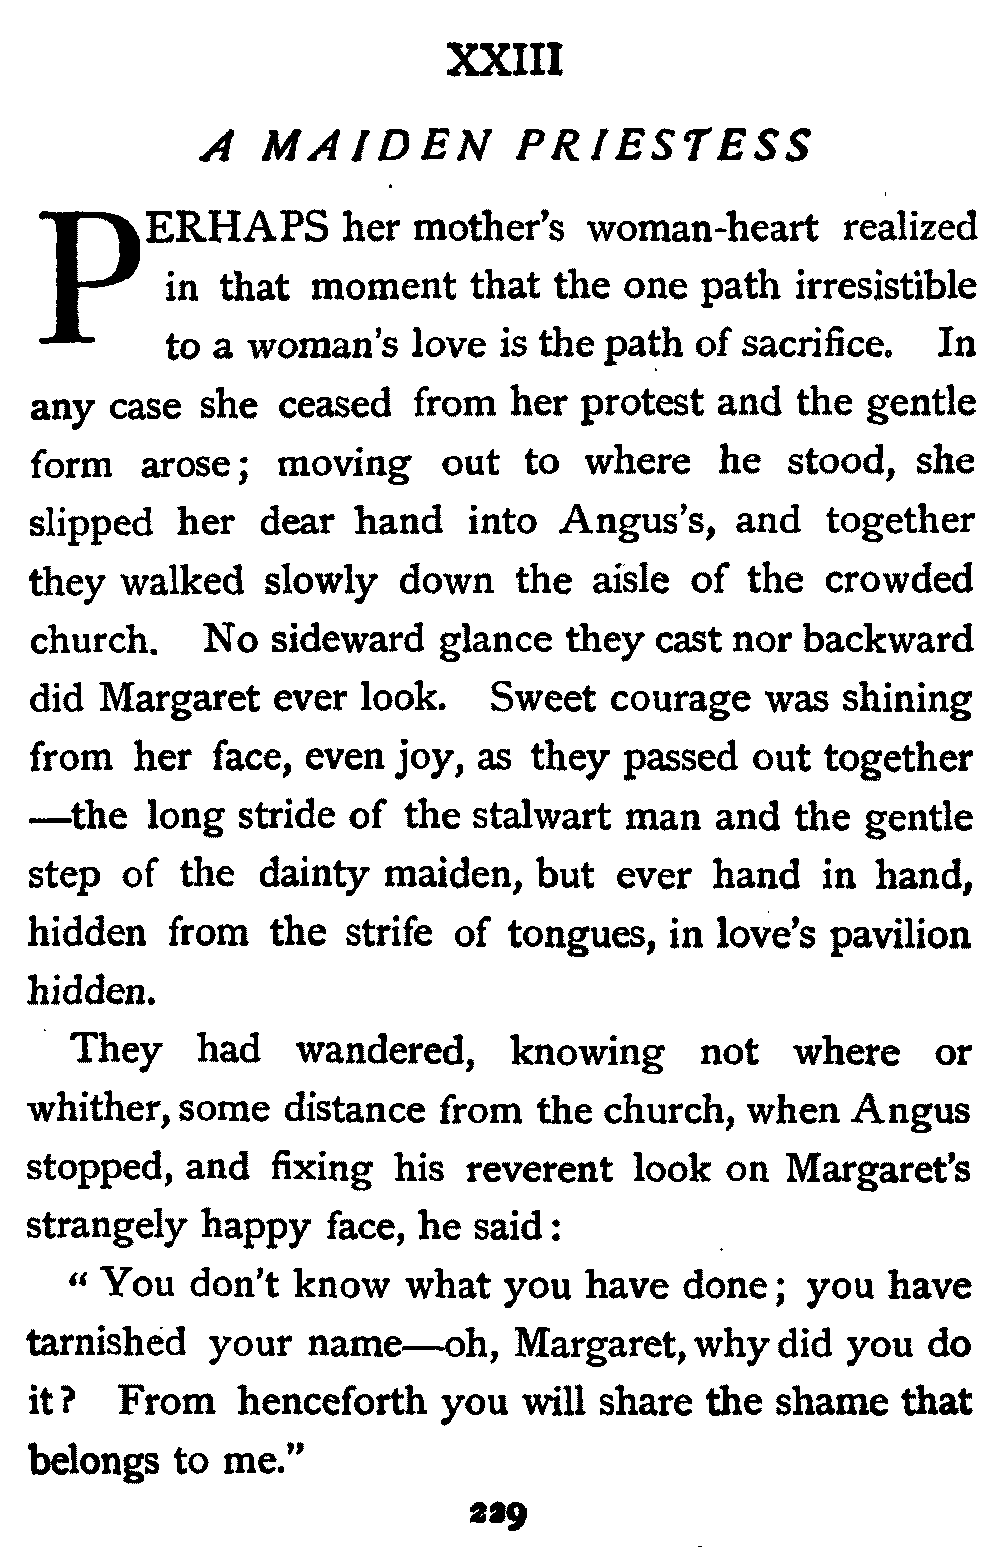 XXIII
A MAIDEN PRIESTESS
PERHAPS her mother's woman-heart realized
in that moment that the one path irresistible
to a woman's love is the path of sacrifice. In
any case she ceased from her protest and the gentle
form arose; moving out to where he stood, she
slipped her dear hand into Angus's, and together
they walked slowly down the aisle of the crowded
church. No sideward glance they cast nor backward
did Margaret ever look. Sweet courage was shining
from her face, even joy, as they passed out together
—the long stride of the stalwart man and the gentle
step of the dainty maiden, but ever hand in hand,
hidden from the strife of tongues, in love's pavilion
hidden.
They had wandered, knowing not where or
whither, some distance from the church, when Angus
stopped, and fixing his reverent look on Margaret's
strangely happy face, he said:
"You don't know what you have done; you have
tarnished your name—oh, Margaret, why did you do
it? From henceforth you will share the shame that
belongs to me."
229